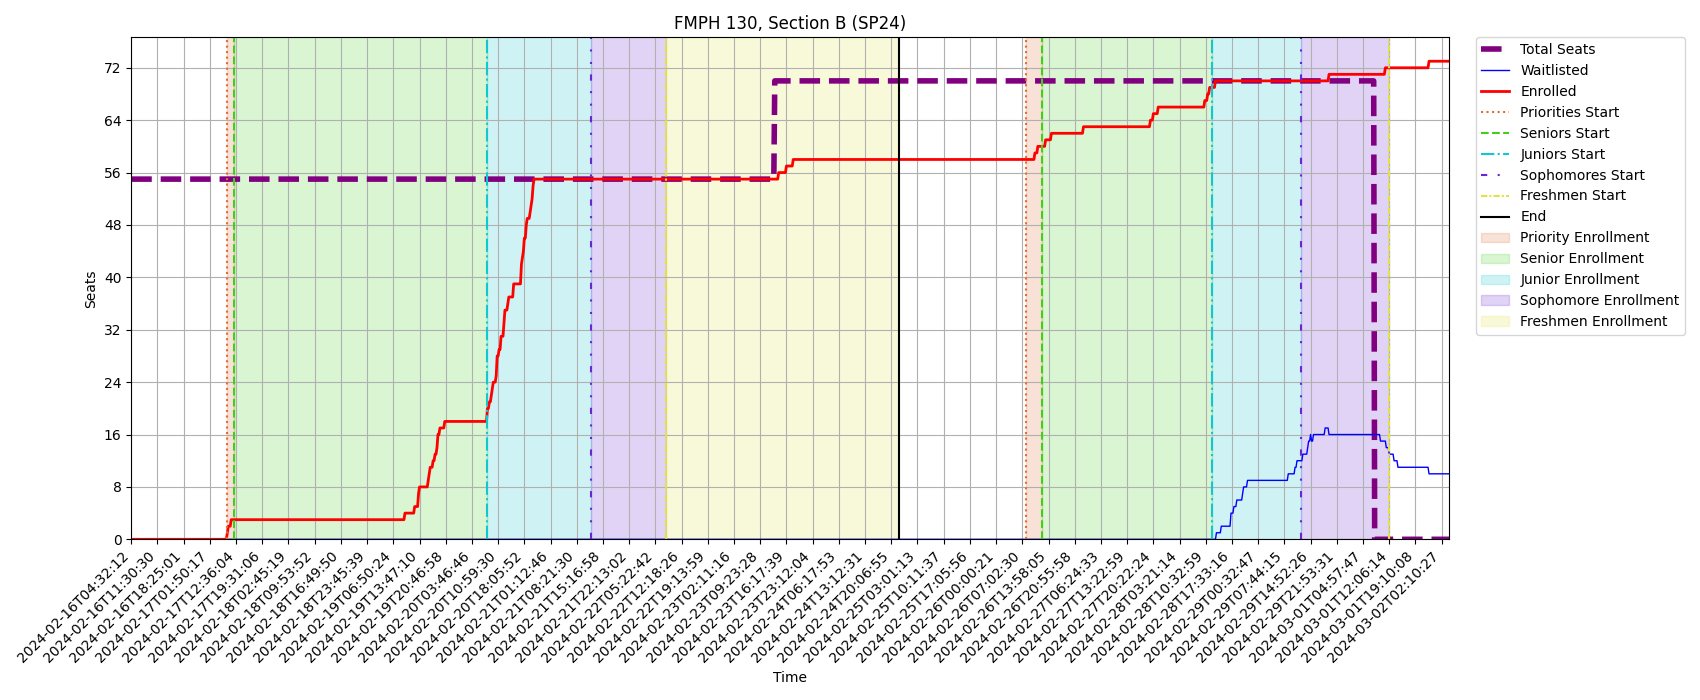 FMPH 130, Section B (SP24)
Seats
72
64
56
48
40
32
24
16
8
0
2024-02-16T04:32:12
2024-02-16T11:30:30
2024-02-16T18:25:01
2024-02-17T01:50:17
2024-02-17T12:36:04
2024-02-17T19:31:06
2024-02-18T02:45:19
2024-02-18T09:53:52
2024-02-18T16:49:50
2024-02-18T23:45:39
2024-02-19T06:50:24
2024-02-19T13:47:10
2024-02-19T20:46:58
2024-02-20T03:46:46
2024-02-20T10:59:30
2024-02-20T18:05:52
2024-02-21T01:12:46
2024-02-21T08:21:30
2024-02-21T15:16:58
2024-02-21T22:13:02
2024-02-22T05:22:42
2024-02-22T12:18:26
2024-02-22T19:13:59
2024-02-23T02:11:16
2024-02-23T09:23:28
2024-02-23T16:17:39
2024-02-23T23:12:04
2024-02-24T06:17:53
2024-02-24T13:12:31
2024-02-24T20:06:55
2024-02-25T03:01:13
2024-02-25T10:11:37
2024-02-25T17:05:56
2024-02-26T00:00:21
2024-02-26T07:02:30
2024-02-26T13:58:05
2024-02-26T20:55:58
2024-02-27T06:24:33
2024-02-27T13:22:59
2024-02-27T20:22:24
2024-02-28T03:21:14
2024-02-28T10:32:59
2024-02-28T17:33:16
2024-02-29T00:32:47
2024-02-29T07:44:15
2024-02-29T14:52:26
2024-02-29T21:53:31
2024-03-01T04:57:47
2024-03-01T12:06:14
2024-03-01T19:10:08
2024-03-02T02:10:27
Time
Total Seats
Waitlisted
Enrolled
Priorities Start
Seniors Start
Juniors Start
Sophomores Start
Freshmen Start
End
Priority Enrollment
Senior Enrollment
Junior Enrollment
Sophomore Enrollment
Freshmen Enrollment